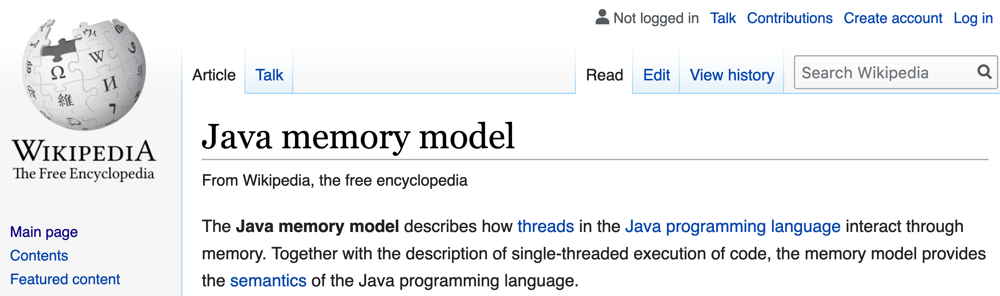 Not logged in Talk Contributions Create account Log in
Article Talk Read Edit View history Search Wikipedia
WIKIPEDIA
The Free Encyclopedia
Main page
Contents
Featured content
Java memory model
From Wikipedia, the free encyclopedia
The Java memory model describes how threads in the Java programming language interact through
memory. Together with the description of single-threaded execution of code, the memory model provides
the semantics of the Java programming language.
Ω
W
И
維
ウィ